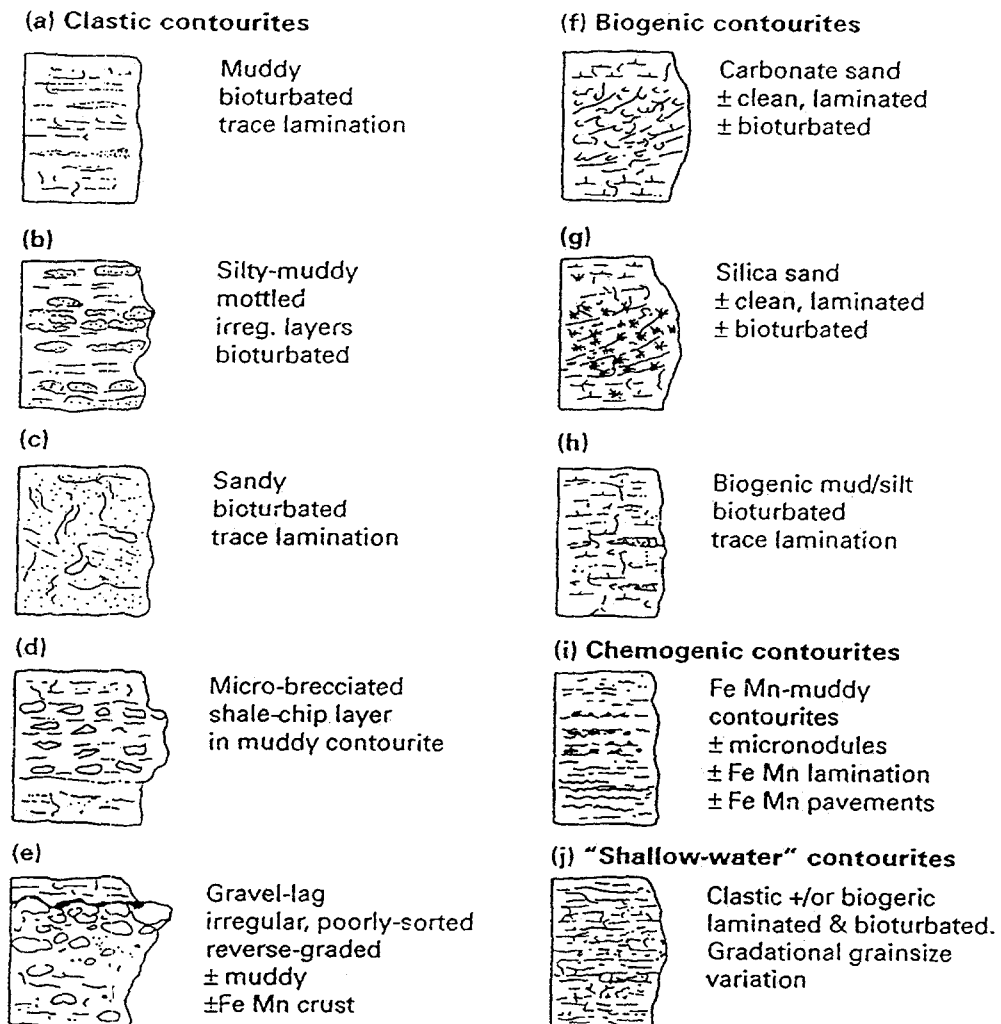 (a) Clastic contourites
Muddy
bioturbated
trace lamination
(b)
Silty-muddy
mottled
irreg. layers
bioturbated
(c)
Sandy
bioturbated
trace lamination
(d)
Micro-brecciated
shale-chip layer
in muddy contourite
(e)
Gravel-lag
irregular, poorly-sorted
reverse-graded
± muddy
±Fe Mn crust
(f) Biogenic contourites
Carbonate sand
± clean, laminated
± bioturbated
(g)
Silica sand
± clean, laminated
± bioturbated
(h)
Biogenic mud/silt
bioturbated
trace lamination
(i) Chemogenic contourites
Fe Mn-muddy
contourites
± micronodules
± Fe Mn lamination
± Fe Mn pavements
(j) "Shallow-water" contourites
Clastic +/or biogeric
laminated & bioturbated.
Gradational grainsize
variation